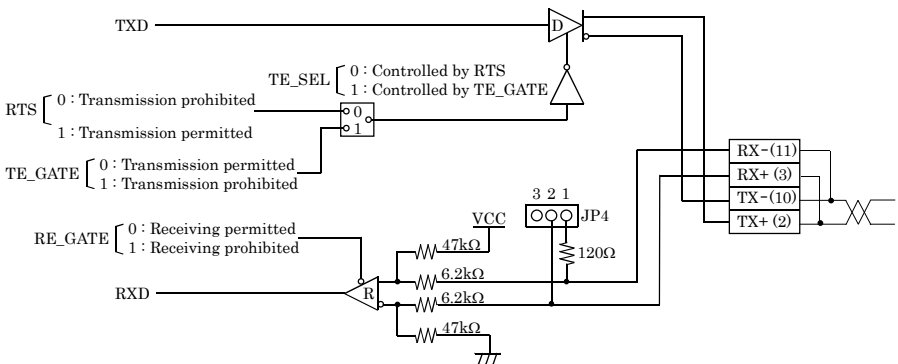 TXD
D
TE_SEL
0 : Controlled by RTS
1 : Controlled by TE_GATE
RTS
0 : Transmission prohibited
1 : Transmission permitted
0
1
TE_GATE
0 : Transmission permitted
1 : Transmission prohibited
RX-(11)
RX+ (3)
TX-(10)
TX+ (2)
3 2 1
JP4
VCC
RE_GATE
0 : Receiving permitted
1 : Receiving prohibited
47kΩ
120Ω
6.2kΩ
RXD
R
6.2kΩ
47kΩ